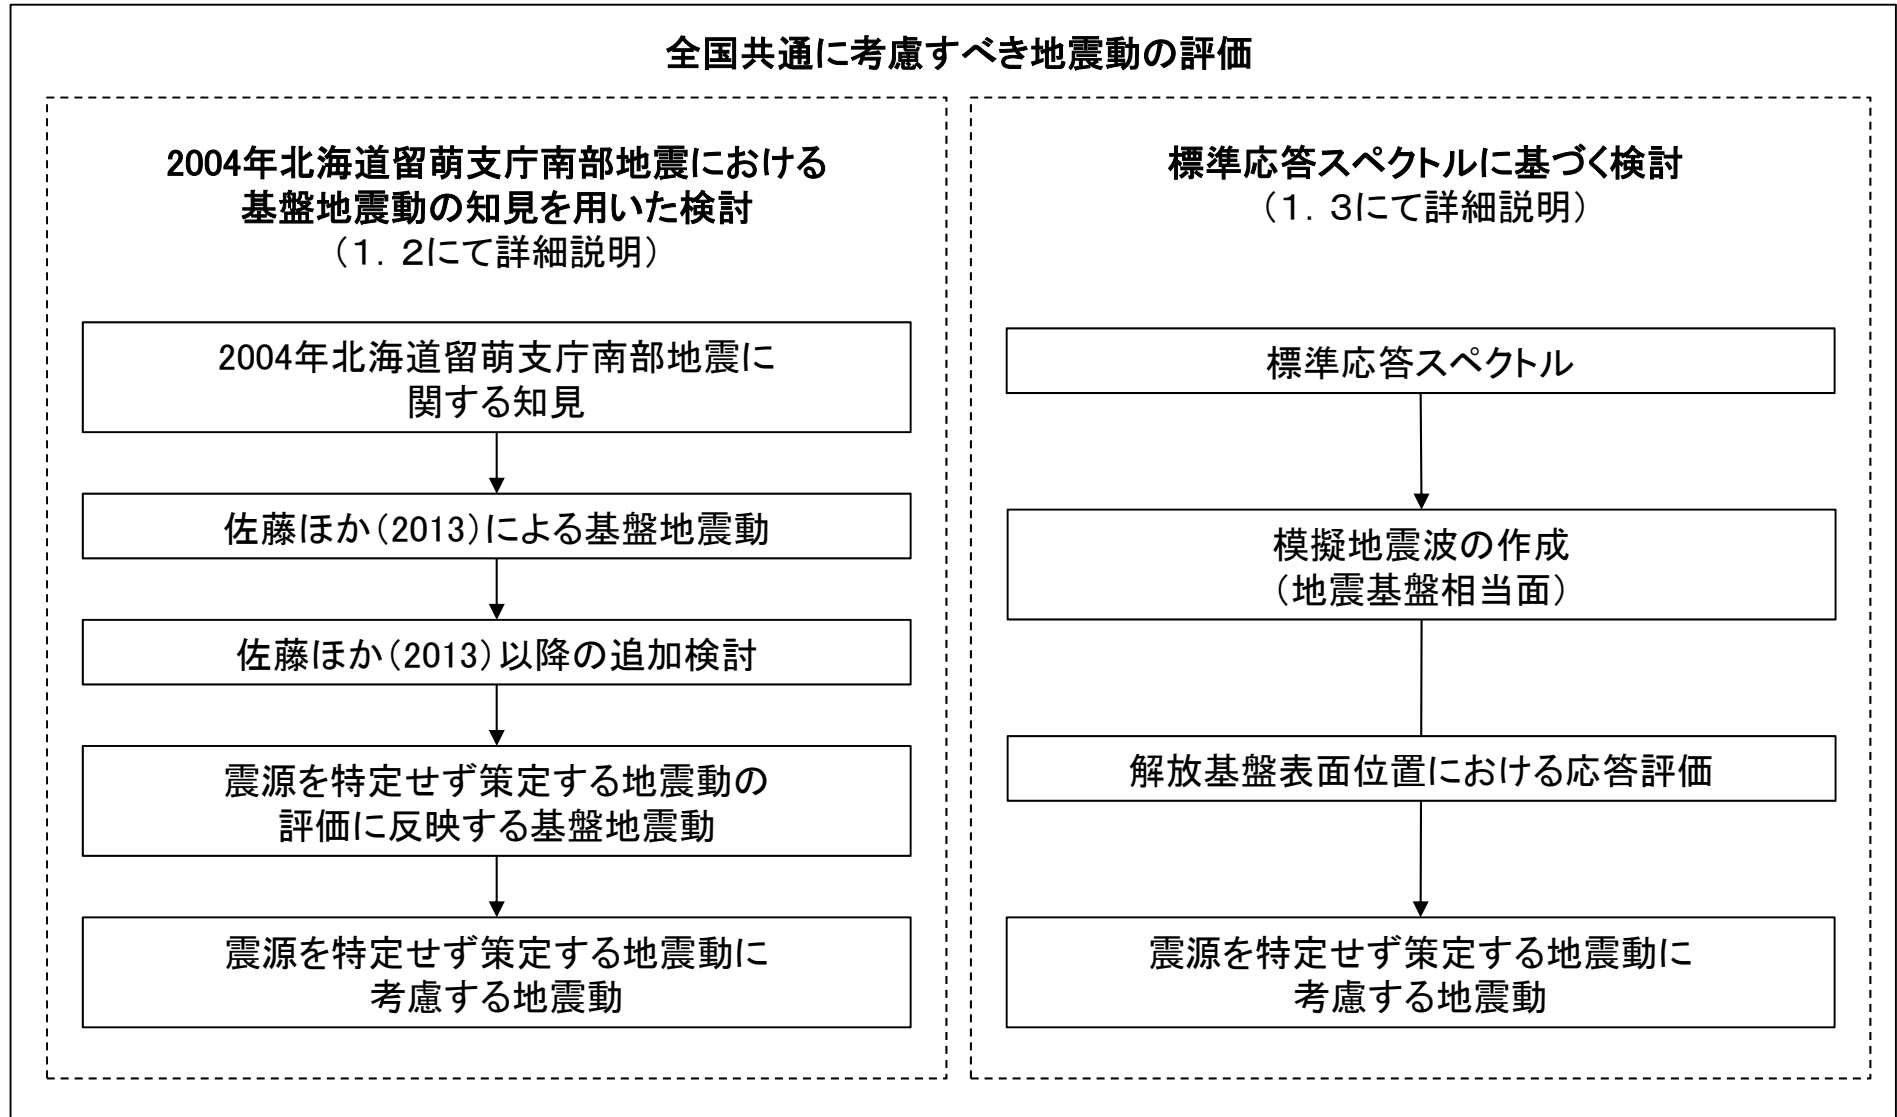 全国共通に考慮すべき地震動の評価
2004年北海道留萌支庁南部地震における
基盤地震動の知見を用いた検討
（１．２にて詳細説明）
2004年北海道留萌支庁南部地震に
関する知見
佐藤ほか（2013）による基盤地震動
佐藤ほか（2013）以降の追加検討
震源を特定せず策定する地震動の
評価に反映する基盤地震動
震源を特定せず策定する地震動に
考慮する地震動
標準応答スペクトルに基づく検討
（１．３にて詳細説明）
標準応答スペクトル
模擬地震波の作成
（地震基盤相当面）
解放基盤表面位置における応答評価
震源を特定せず策定する地震動に
考慮する地震動